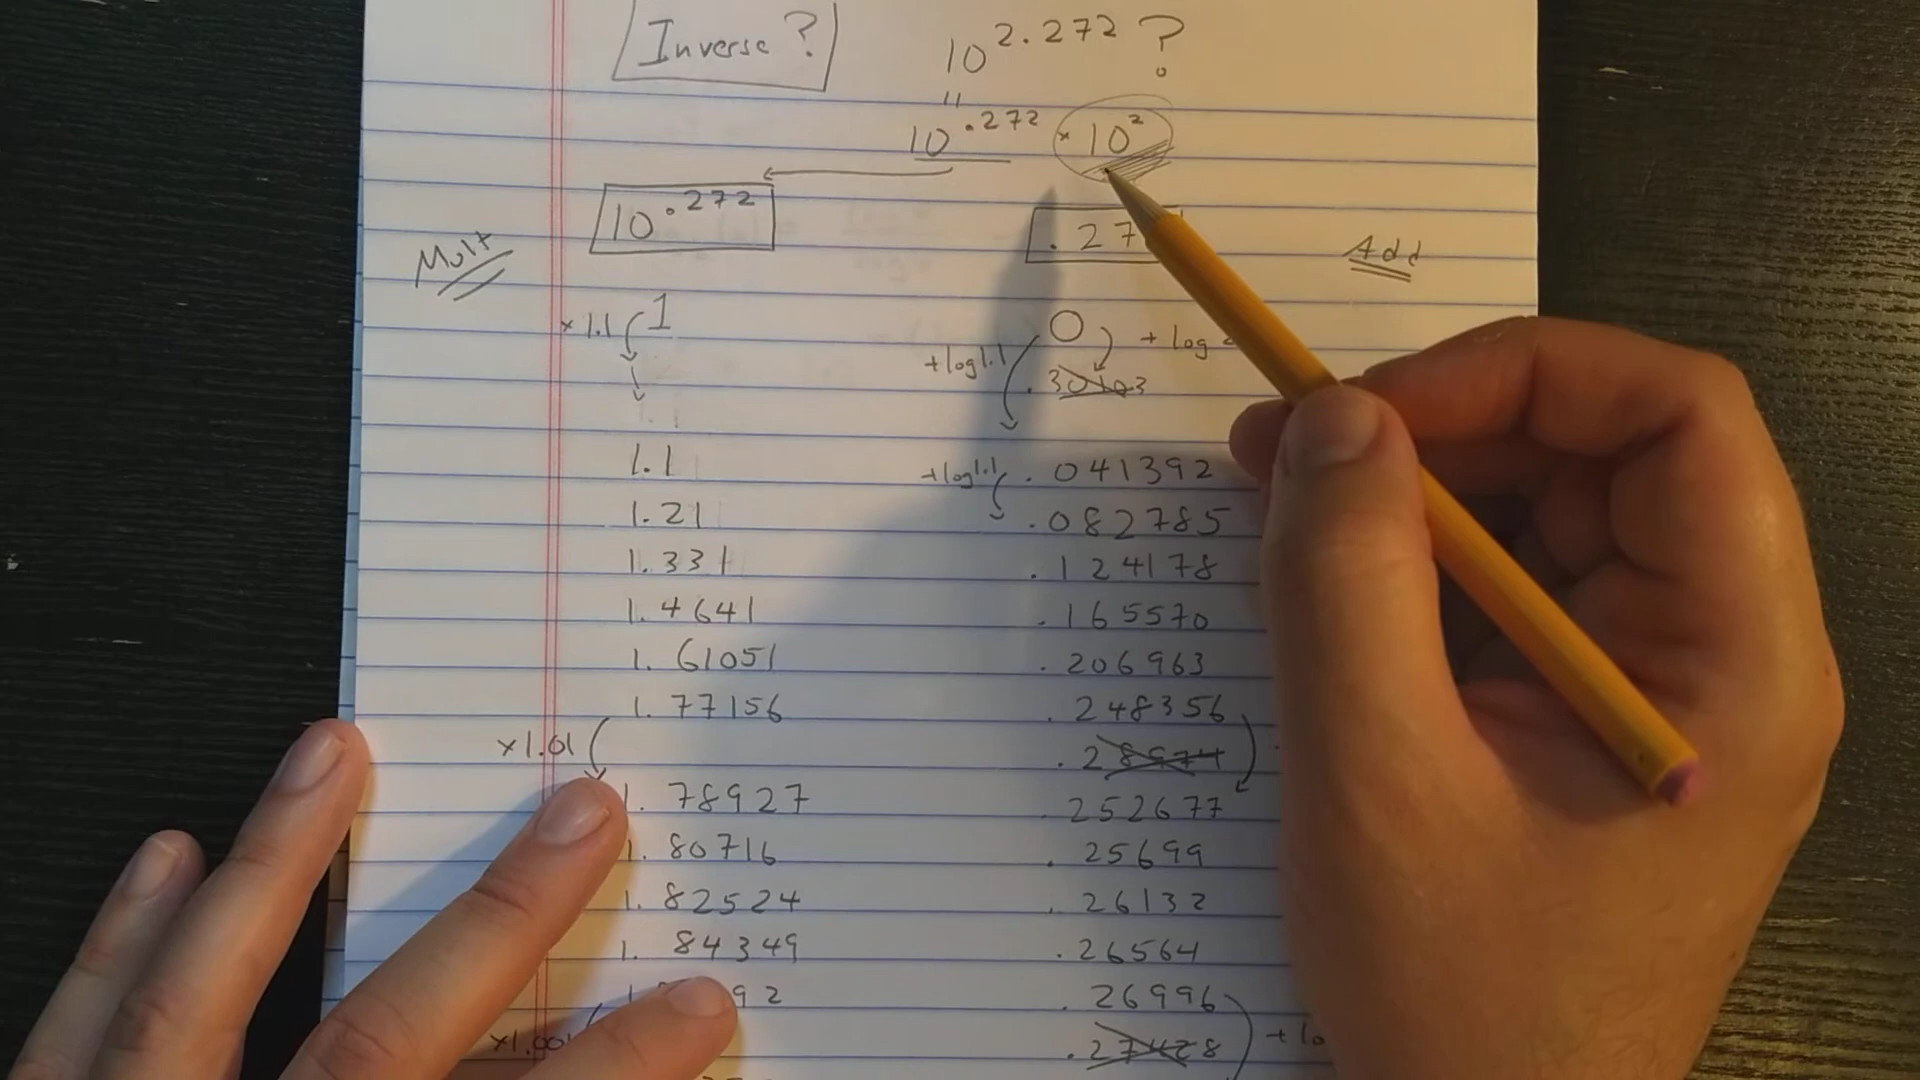 Inverse?
10^2.272 ?
"
10^.272 × 10²
10^.272
.27
Mult
Add
×1.1 1
0 + log
+log1.1
.30103
1.1
+log1.1 .041392
1.21 .082785
1.331 .124178
1.4641 .165570
1.61051 .206963
1.77156 .248356
×1.01 .28974
1.78927 .252677
1.80716 .25699
1.82524 .26132
1.84349 .26564
92 .26996
×1.001 .27428 + lo